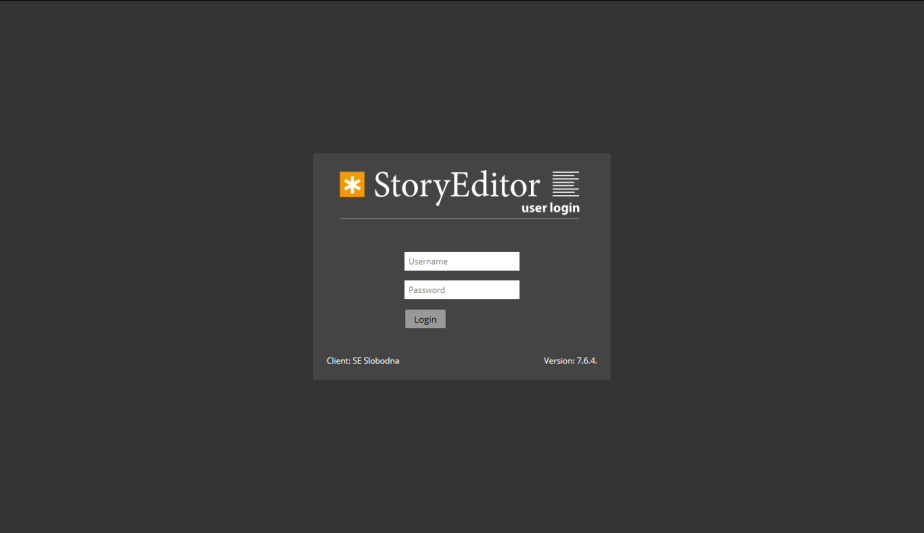 StoryEditor
user login
Username
Password
Login
Client: SE Slobodna
Version: 7.6.4.